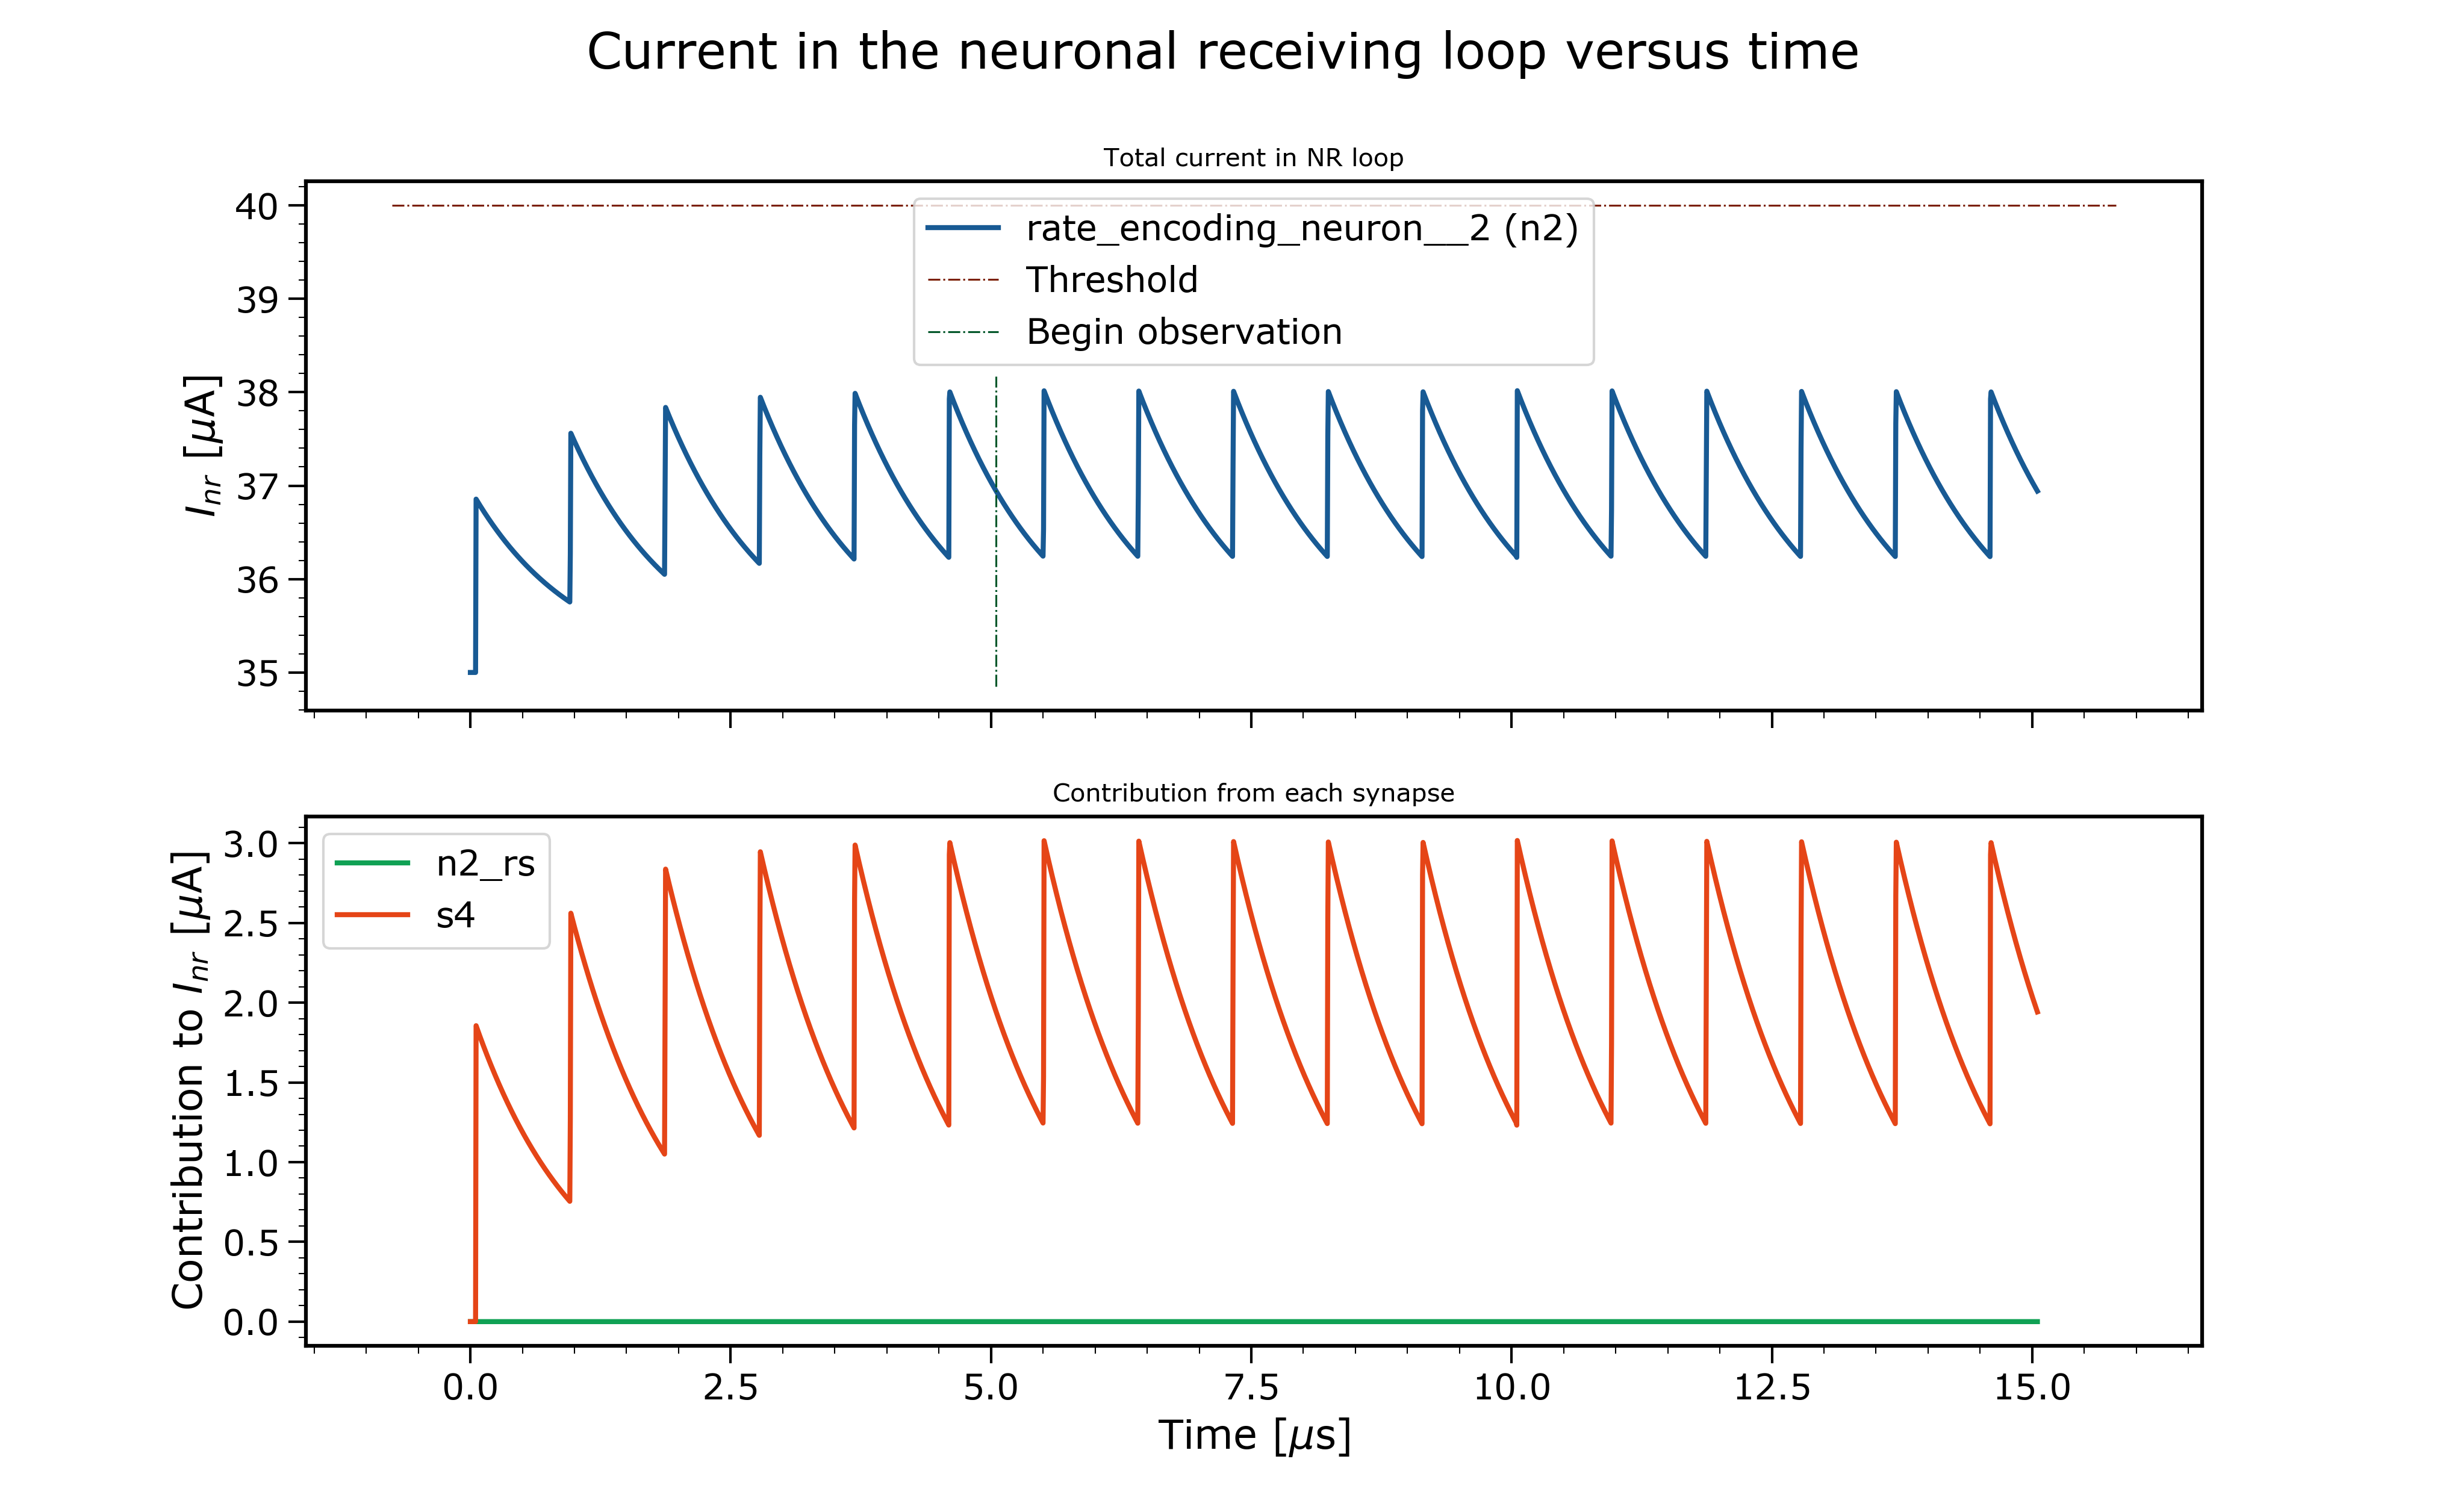 Current in the neuronal receiving loop versus time
Total current in NR loop
40
39
38
37
36
35
I_nr [μA]
rate_encoding_neuron__2 (n2)
Threshold
Begin observation
Contribution from each synapse
3.0
2.5
2.0
1.5
1.0
0.5
0.0
Contribution to I_nr [μA]
n2_rs
s4
0.0 2.5 5.0 7.5 10.0 12.5 15.0
Time [μs]